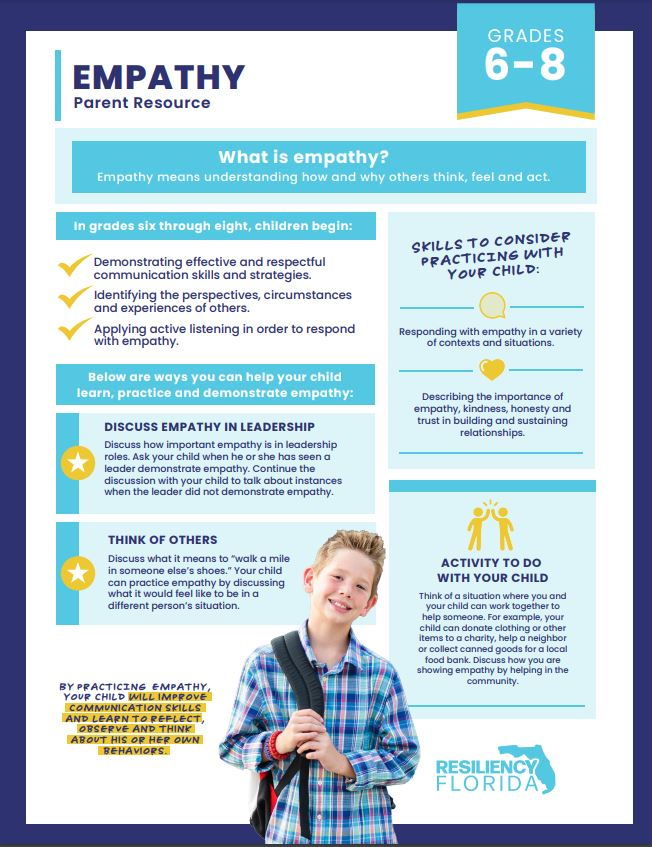 GRADES
6-8
EMPATHY
Parent Resource
What is empathy?
Empathy means understanding how and why others think, feel and act.
In grades six through eight, children begin:
Demonstrating effective and respectful
communication skills and strategies.
Identifying the perspectives, circumstances
and experiences of others.
Applying active listening in order to respond
with empathy.
Below are ways you can help your child
learn, practice and demonstrate empathy:
DISCUSS EMPATHY IN LEADERSHIP
Discuss how important empathy is in leadership
roles. Ask your child when he or she has seen a
leader demonstrate empathy. Continue the
discussion with your child to talk about instances
when the leader did not demonstrate empathy.
THINK OF OTHERS
Discuss what it means to “walk a mile
in someone else’s shoes.” Your child
can practice empathy by discussing
what it would feel like to be in a
different person’s situation.
BY PRACTICING EMPATHY,
YOUR CHILD WILL IMPROVE
COMMUNICATION SKILLS
AND LEARN TO REFLECT,
OBSERVE AND THINK
ABOUT HIS OR HER OWN
BEHAVIORS.
SKILLS TO CONSIDER
PRACTICING WITH
YOUR CHILD:
Responding with empathy in a variety
of contexts and situations.
Describing the importance of
empathy, kindness, honesty and
trust in building and sustaining
relationships.
ACTIVITY TO DO
WITH YOUR CHILD
Think of a situation where you and
your child can work together to
help someone. For example, your
child can donate clothing or other
items to a charity, help a neighbor
or collect canned goods for a local
food bank. Discuss how you are
showing empathy by helping in the
community.
RESILIENCY
FLORIDA